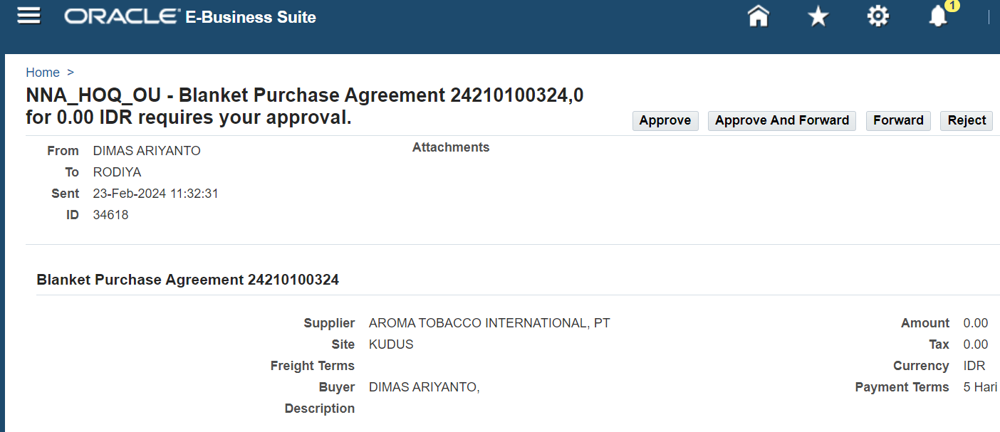 ORACLE E-Business Suite
1
Home >
NNA_HOQ_OU - Blanket Purchase Agreement 24210100324,0
for 0.00 IDR requires your approval.
Approve Approve And Forward Forward Reject
From DIMAS ARIYANTO
Attachments
To RODIYA
Sent 23-Feb-2024 11:32:31
ID 34618
Blanket Purchase Agreement 24210100324
Supplier AROMA TOBACCO INTERNATIONAL, PT
Site KUDUS
Freight Terms
Buyer DIMAS ARIYANTO,
Description
Amount 0.00
Tax 0.00
Currency IDR
Payment Terms 5 Hari